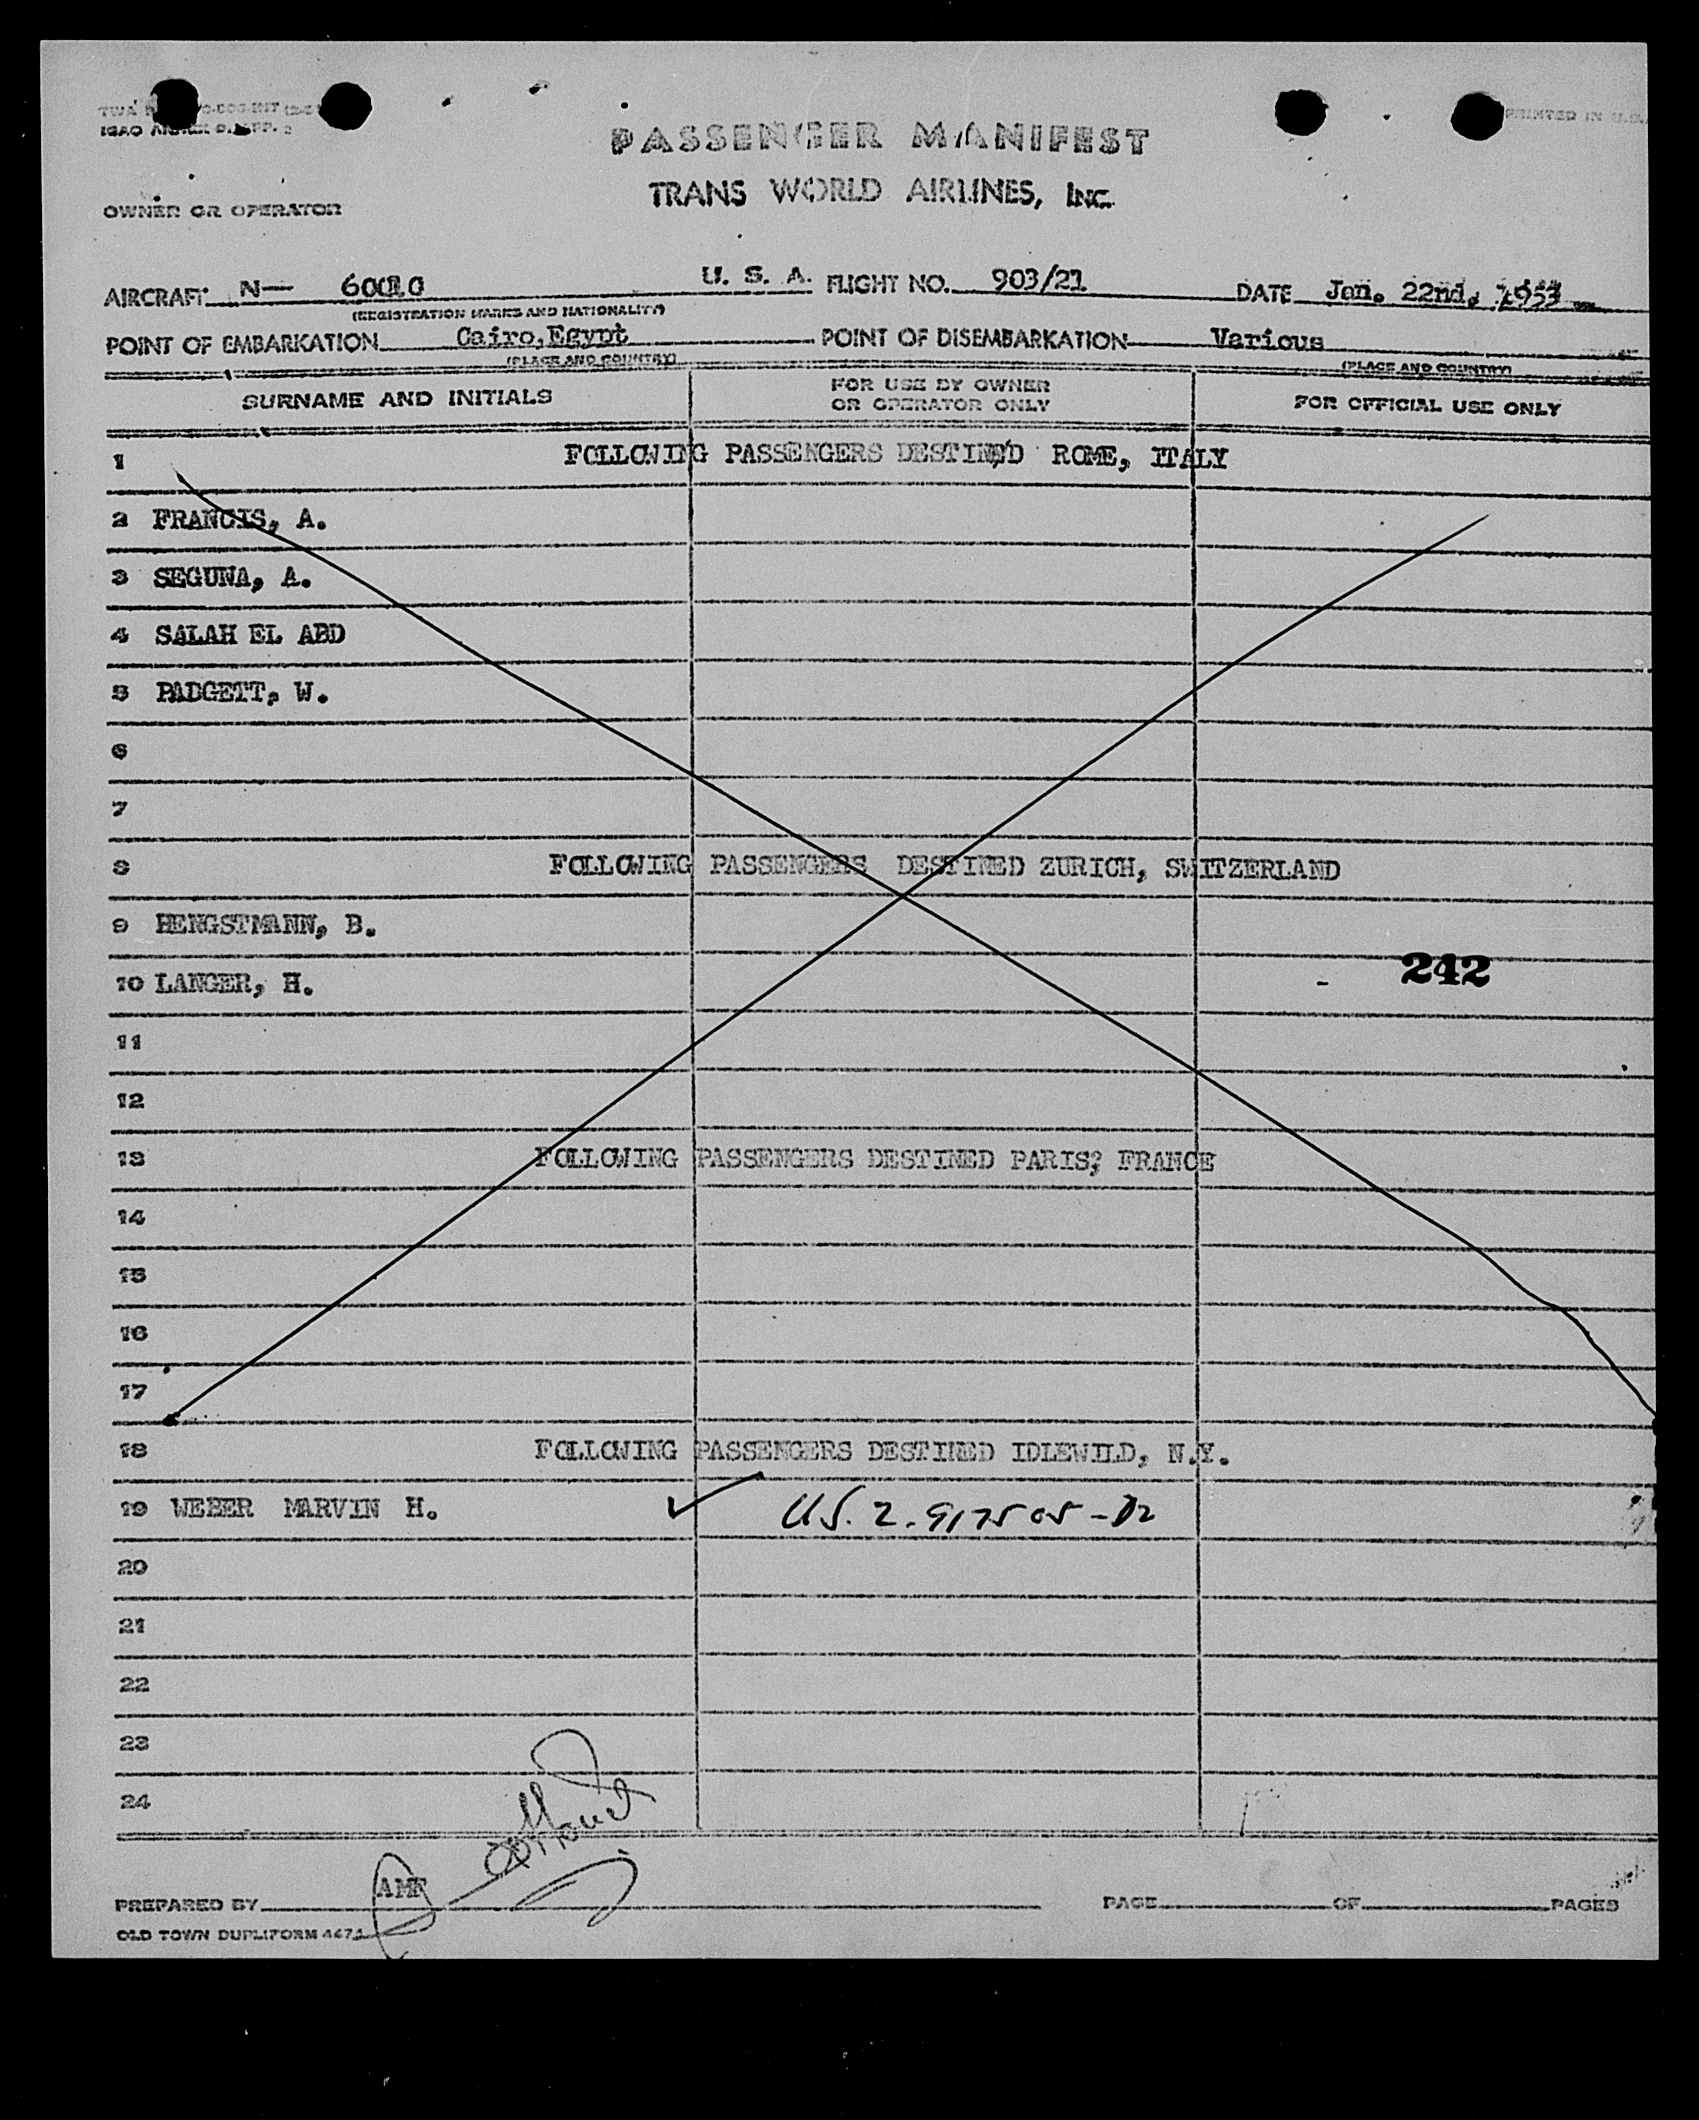 PASSENGER MANIFEST
TRANS WORLD AIRLINES, INC.
OWNER OR OPERATOR
AIRCRAFT N— U. S. A. FLIGHT NO. 903/21 DATE Jan. 22nd, 1953
(REGISTRATION MARKS AND NATIONALITY)
POINT OF EMBARKATION Cairo, Egypt POINT OF DISEMBARKATION Various
(PLACE AND COUNTRY) (PLACE AND COUNTRY)
SURNAME AND INITIALS FOR USE BY OWNER OR OPERATOR ONLY FOR OFFICIAL USE ONLY
1 FOLLOWING PASSENGERS DESTINED ROME, ITALY
2 FRANCIS, A.
3 SEGUNA, A.
4 SALAH EL ABD
5 PADGETT, W.
6
7
8 FOLLOWING PASSENGERS DESTINED ZURICH, SWITZERLAND
9 HENGSTMANN, B.
10 LANGER, H. - 242
11
12
13 FOLLOWING PASSENGERS DESTINED PARIS, FRANCE
14
15
16
17
18 FOLLOWING PASSENGERS DESTINED IDLEWILD, N.Y.
19 WEBER MARVIN H. ✓ US. 2-917505-D2
20
21
22
23
24
PREPARED BY AMF PAGE OF PAGES
OLD TOWN DUPLIFORM